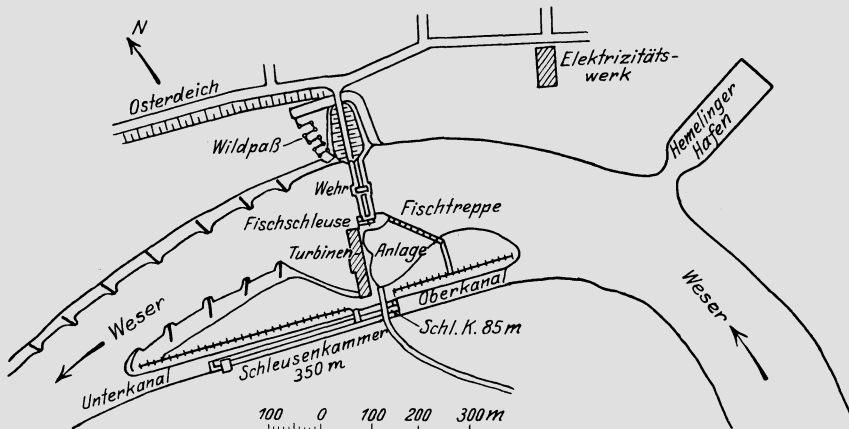 N
Osterdeich
Elektrizitäts-
werk
Hemelinger
Hafen
Wildpaß
Wehr
Fischschleuse
Fischtreppe
Turbinen-Anlage
Oberkanal
Weser
Weser
Schl. K. 85 m
Schleusenkammer
350 m
Unterkanal
100 0 100 200 300 m